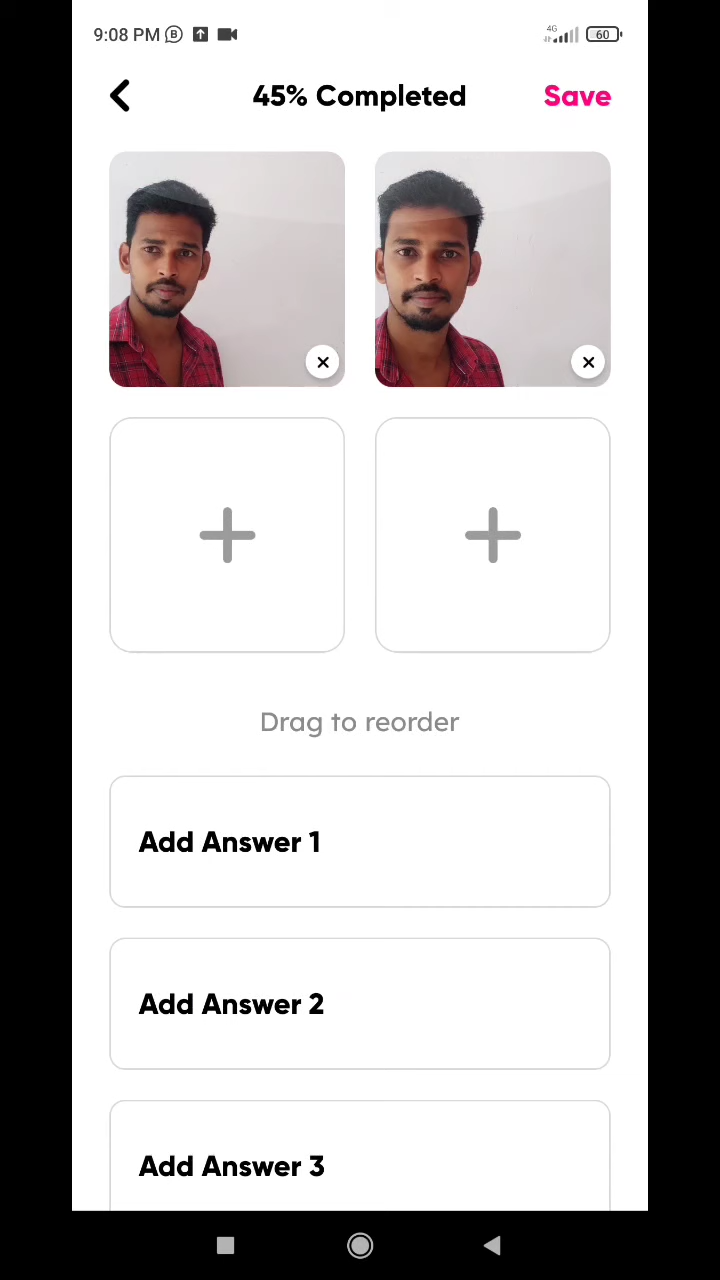 9:08 PM
4G
60
45% Completed
Save
Drag to reorder
Add Answer 1
Add Answer 2
Add Answer 3